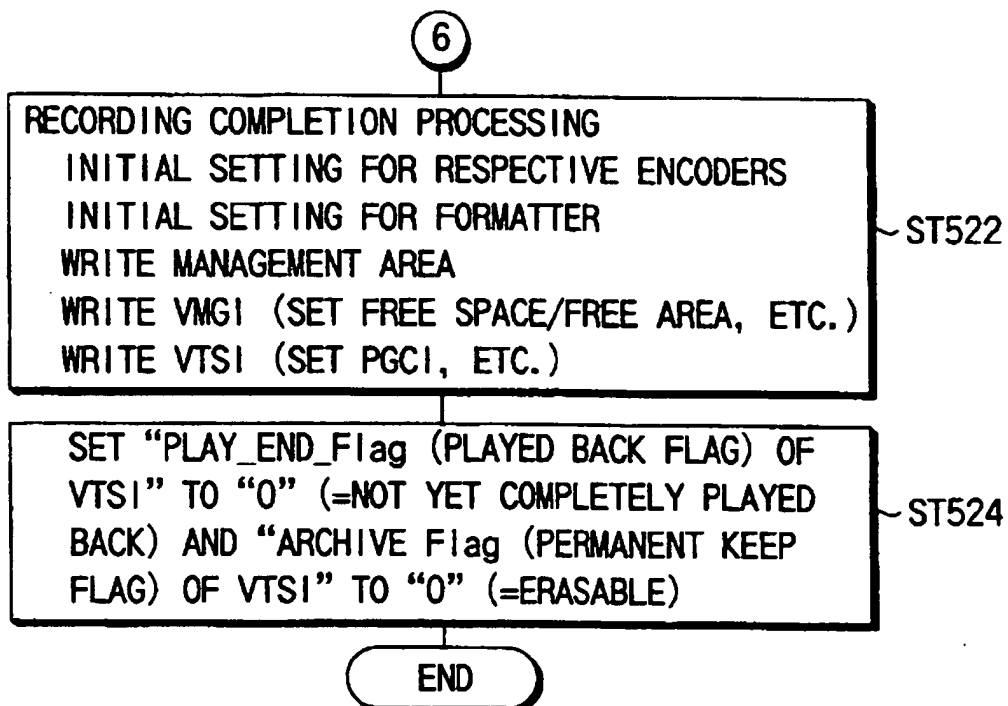 6
RECORDING COMPLETION PROCESSING
INITIAL SETTING FOR RESPECTIVE ENCODERS
INITIAL SETTING FOR FORMATTER
WRITE MANAGEMENT AREA
WRITE VMGI (SET FREE SPACE/FREE AREA, ETC.)
WRITE VTSI (SET PGCI, ETC.)
ST522
SET “PLAY_END_Flag (PLAYED BACK FLAG) OF
VTSI” TO “0” (=NOT YET COMPLETELY PLAYED
BACK) AND “ARCHIVE Flag (PERMANENT KEEP
FLAG) OF VTSI” TO “0” (=ERASABLE)
ST524
END